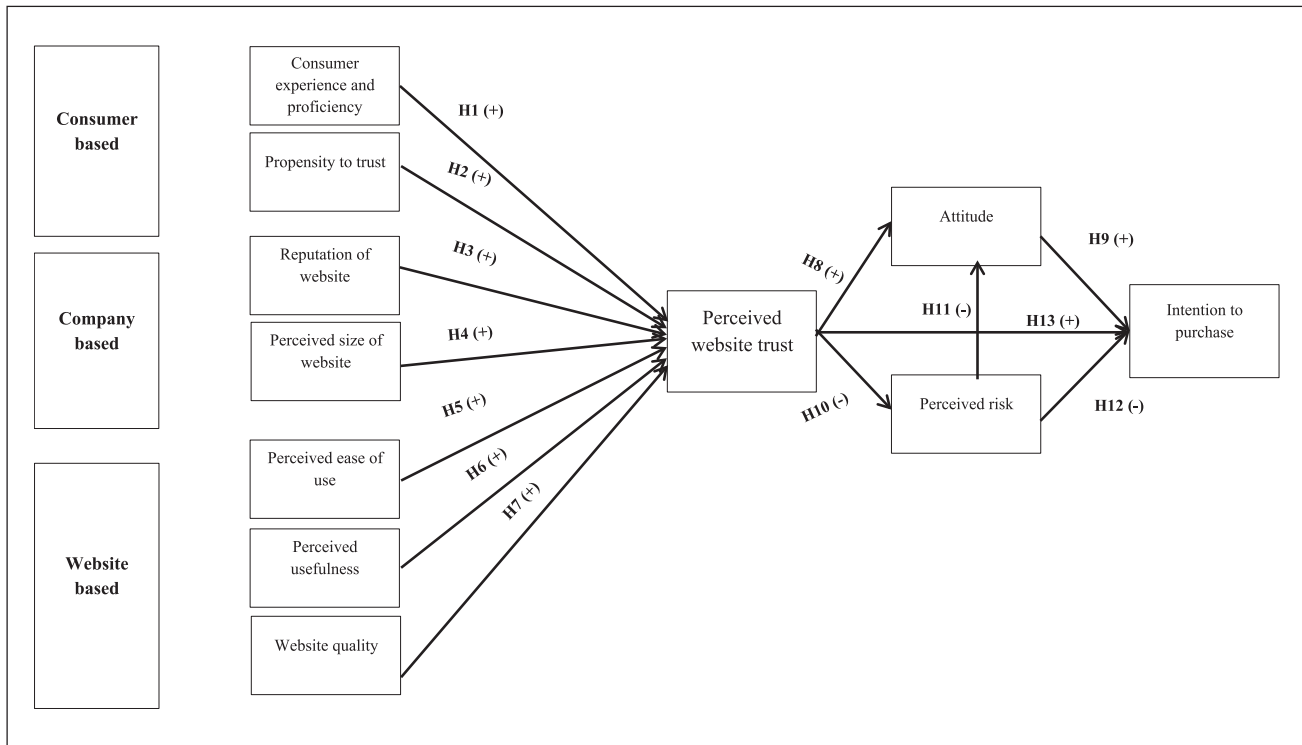 Consumer
based
Company
based
Website
based
Consumer
experience and
proficiency
Propensity to trust
Reputation of
website
Perceived size of
website
Perceived ease of
use
Perceived
usefulness
Website quality
H1 (+)
H2 (+)
H3 (+)
H4 (+)
H5 (+)
H6 (+)
H7 (+)
Perceived
website trust
H8 (+)
H10 (-)
Attitude
H11 (-)
H13 (+)
Perceived risk
H9 (+)
H12 (-)
Intention to
purchase